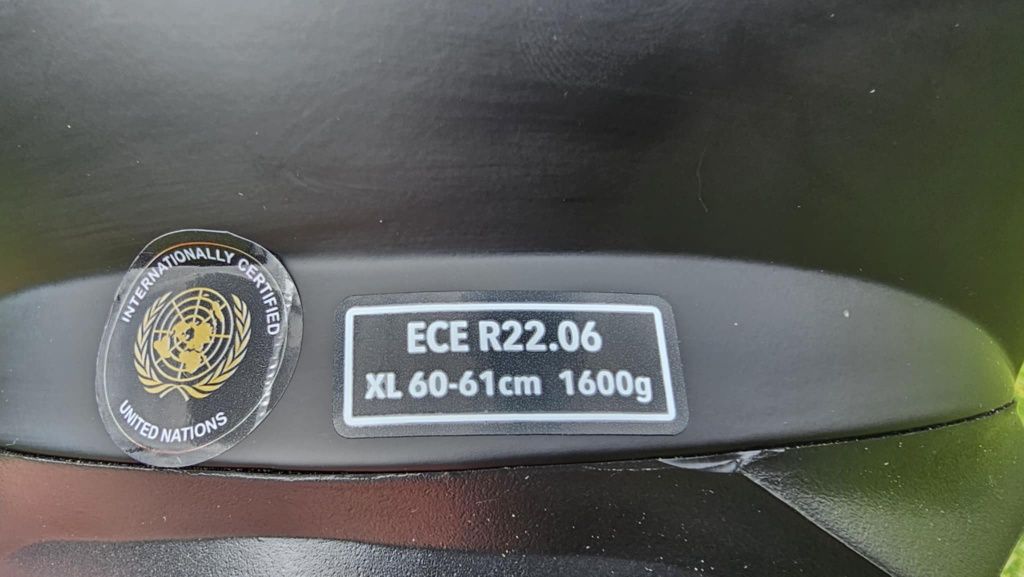 INTERNATIONALLY CERTIFIED
UNITED NATIONS
ECE R22.06
XL 60-61cm 1600g